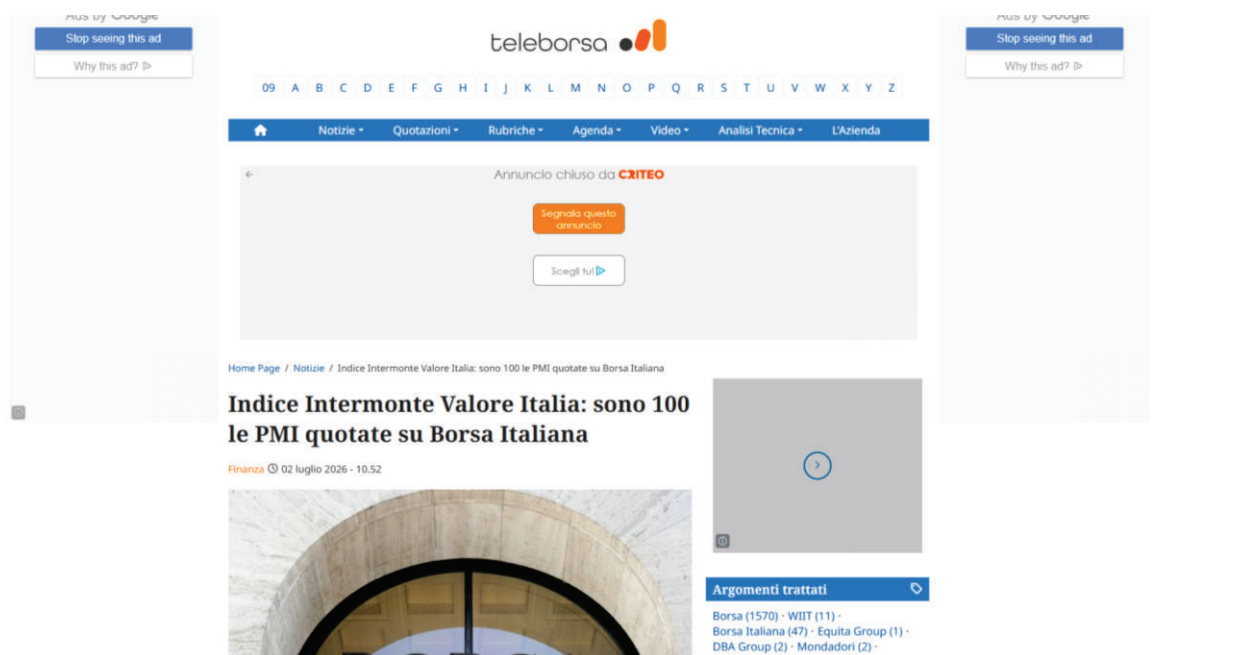 Ads by Google
Stop seeing this ad
Why this ad?
Ads by Google
Stop seeing this ad
Why this ad?
teleborsa
09 A B C D E F G H I J K L M N O P Q R S T U V W X Y Z
Notizie Quotazioni Rubriche Agenda Video Analisi Tecnica L'Azienda
Annuncio chiuso da CRITEO
Segnala questo
annuncio
Scegli tu!
Home Page / Notizie / Indice Intermonte Valore Italia: sono 100 le PMI quotate su Borsa Italiana
Indice Intermonte Valore Italia: sono 100
le PMI quotate su Borsa Italiana
Finanza 02 luglio 2026 - 10.52
Argomenti trattati
Borsa (1570) · WIIT (11) ·
Borsa Italiana (47) · Equita Group (1) ·
DBA Group (2) · Mondadori (2) ·